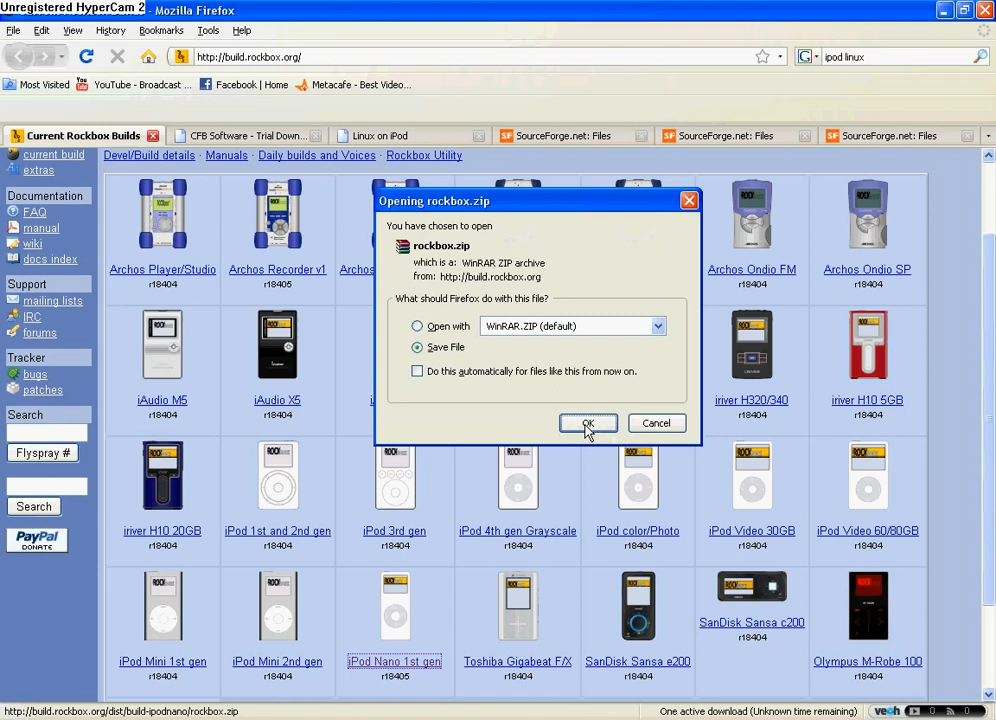 Unregistered HyperCam 2 - Mozilla Firefox
File Edit View History Bookmarks Tools Help
http://build.rockbox.org/
G ipod linux
Most Visited YouTube - Broadcast ... Facebook | Home Metacafe - Best Video...
Current Rockbox Builds CFB Software - Trial Down... Linux on iPod SourceForge.net: Files SourceForge.net: Files SourceForge.net: Files
current build
extras
Documentation
FAQ
manual
wiki
docs index
Support
mailing lists
IRC
forums
Tracker
bugs
patches
Search
Flyspray #
Search
PayPal
DONATE
Devel/Build details - Manuals - Daily builds and Voices - Rockbox Utility
Archos Player/Studio Archos Recorder v1 Archos Archos Ondio FM Archos Ondio SP
r18404 r18405 r18404 r18404
Opening rockbox.zip
You have chosen to open
rockbox.zip
which is a: WinRAR ZIP archive
from: http://build.rockbox.org
What should Firefox do with this file?
Open with WinRAR.ZIP (default)
Save File
Do this automatically for files like this from now on.
OK Cancel
iAudio M5 iAudio X5 iriver H320/340 iriver H10 5GB
r18404 r18404 r18404 r18404
iriver H10 20GB iPod 1st and 2nd gen iPod 3rd gen iPod 4th gen Grayscale iPod color/Photo iPod Video 30GB iPod Video 60/80GB
r18404 r18404 r18404 r18404 r18404 r18404 r18404
SanDisk Sansa c200
r18404
iPod Mini 1st gen iPod Mini 2nd gen iPod Nano 1st gen Toshiba Gigabeat F/X SanDisk Sansa e200 Olympus M-Robe 100
r18404 r18404 r18405 r18404 r18404 r18404
http://build.rockbox.org/dist/build-ipodnano/rockbox.zip
One active download (Unknown time remaining) veoh 0 0